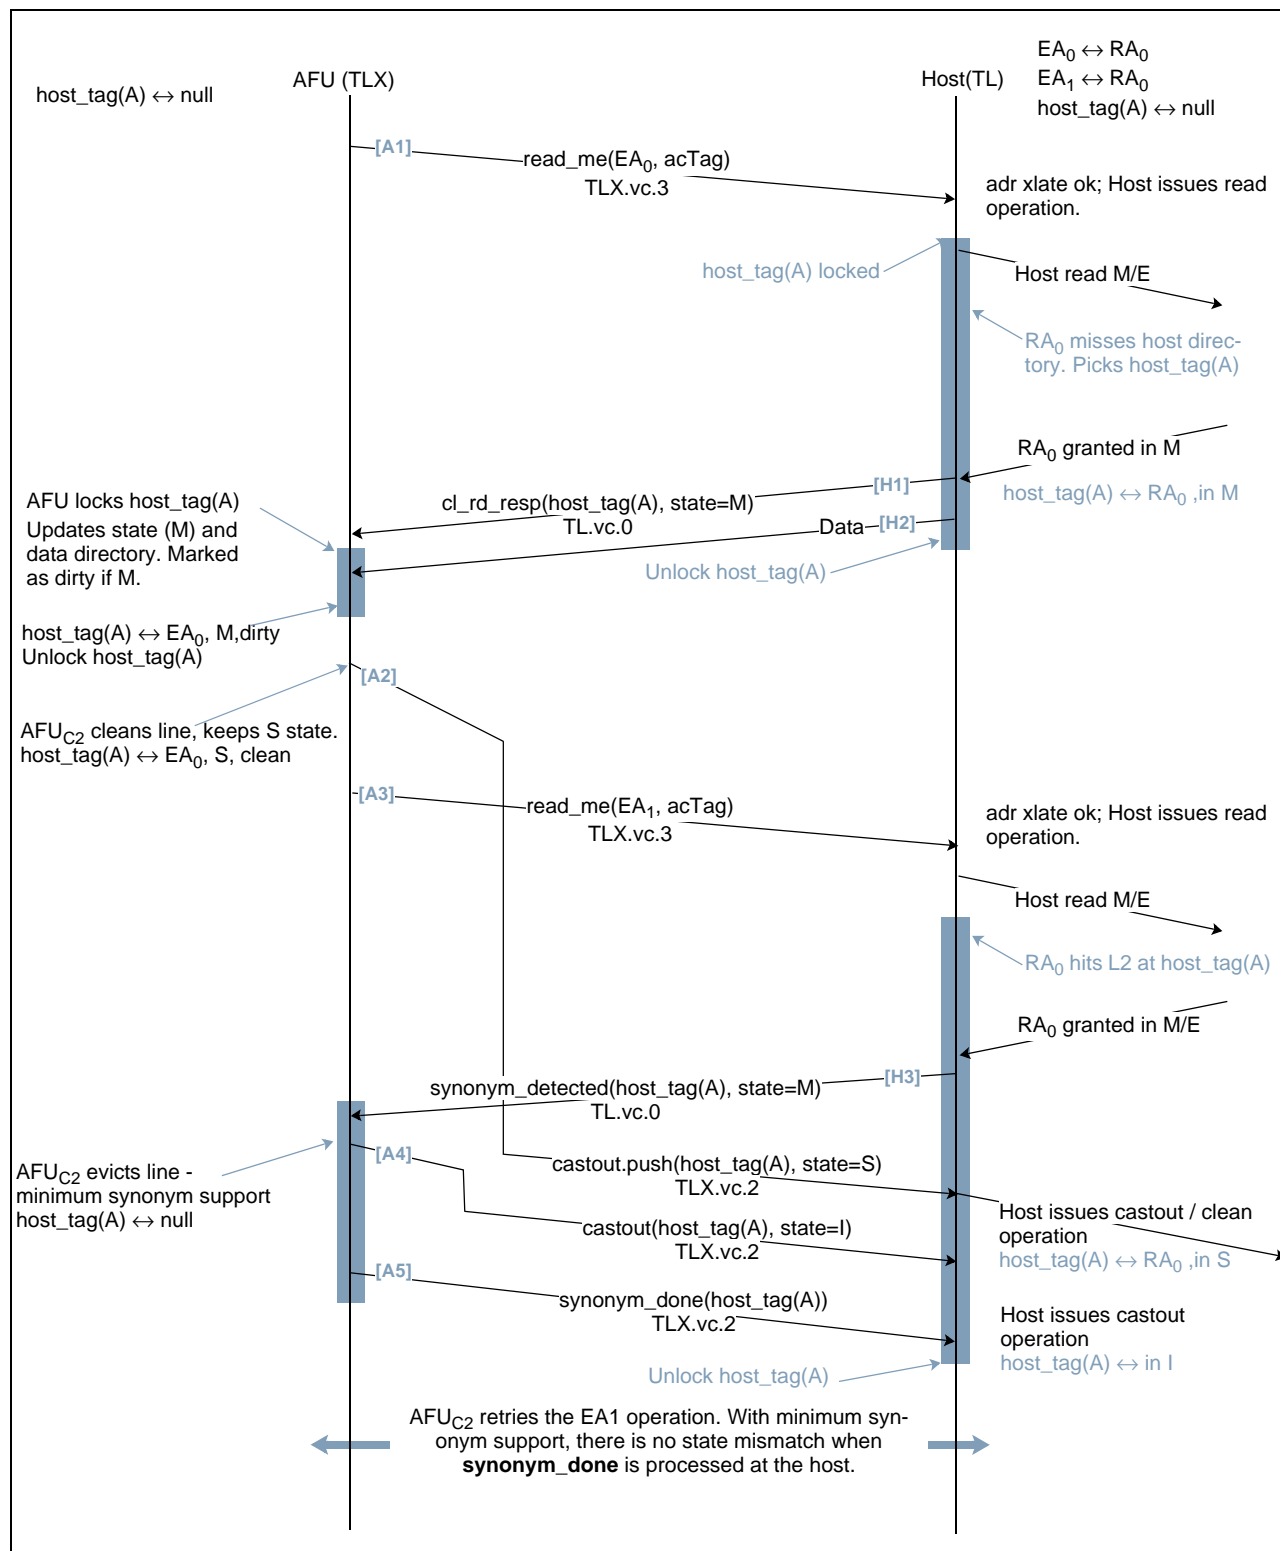 EA0 ↔ RA0
AFU (TLX)
Host(TL)
EA1 ↔ RA0
host_tag(A) ↔ null
host_tag(A) ↔ null
[A1]
read_me(EA0, acTag)
TLX.vc.3
adr xlate ok; Host issues read
operation.
host_tag(A) locked
Host read M/E
RA0 misses host direc-
tory. Picks host_tag(A)
RA0 granted in M
[H1]
host_tag(A) ↔ RA0 ,in M
AFU locks host_tag(A)
Updates state (M) and
data directory. Marked
as dirty if M.
cl_rd_resp(host_tag(A), state=M)
TL.vc.0
Data
[H2]
Unlock host_tag(A)
host_tag(A) ↔ EA0, M,dirty
Unlock host_tag(A)
[A2]
AFUC2 cleans line, keeps S state.
host_tag(A) ↔ EA0, S, clean
[A3]
read_me(EA1, acTag)
TLX.vc.3
adr xlate ok; Host issues read
operation.
Host read M/E
RA0 hits L2 at host_tag(A)
RA0 granted in M/E
[H3]
synonym_detected(host_tag(A), state=M)
TL.vc.0
[A4]
AFUC2 evicts line -
minimum synonym support
host_tag(A) ↔ null
castout.push(host_tag(A), state=S)
TLX.vc.2
Host issues castout / clean
operation
host_tag(A) ↔ RA0 ,in S
castout(host_tag(A), state=I)
TLX.vc.2
[A5]
synonym_done(host_tag(A))
TLX.vc.2
Host issues castout
operation
host_tag(A) ↔ in I
Unlock host_tag(A)
AFUC2 retries the EA1 operation. With minimum syn-
onym support, there is no state mismatch when
synonym_done is processed at the host.